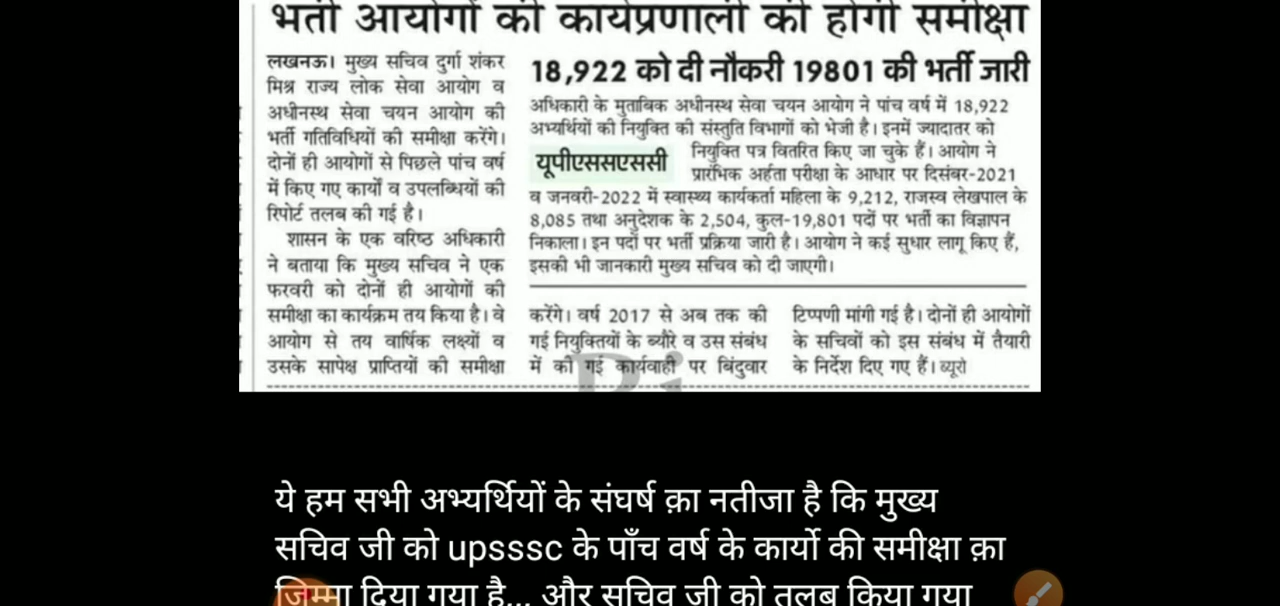 भर्ती आयोगों की कार्यप्रणाली की होगी समीक्षा
लखनऊ। मुख्य सचिव दुर्गा शंकर
मिश्र राज्य लोक सेवा आयोग व
अधीनस्थ सेवा चयन आयोग की
भर्ती गतिविधियों की समीक्षा करेंगे।
दोनों ही आयोगों से पिछले पांच वर्ष
में किए गए कार्यों व उपलब्धियों की
रिपोर्ट तलब की गई है।
शासन के एक वरिष्ठ अधिकारी
ने बताया कि मुख्य सचिव ने एक
फरवरी को दोनों ही आयोगों की
समीक्षा का कार्यक्रम तय किया है। वे
आयोग से तय वार्षिक लक्ष्यों व
उसके सापेक्ष प्राप्तियों की समीक्षा
18,922 को दी नौकरी 19801 की भर्ती जारी
अधिकारी के मुताबिक अधीनस्थ सेवा चयन आयोग ने पांच वर्ष में 18,922
अभ्यर्थियों की नियुक्ति की संस्तुति विभागों को भेजी है। इनमें ज्यादातर को
यूपीएसएसएससी
नियुक्ति पत्र वितरित किए जा चुके हैं। आयोग ने
प्रारंभिक अर्हता परीक्षा के आधार पर दिसंबर-2021
व जनवरी-2022 में स्वास्थ्य कार्यकर्ता महिला के 9,212, राजस्व लेखपाल के
8,085 तथा अनुदेशक के 2,504, कुल-19,801 पदों पर भर्ती का विज्ञापन
निकाला। इन पदों पर भर्ती प्रक्रिया जारी है। आयोग ने कई सुधार लागू किए हैं,
इसकी भी जानकारी मुख्य सचिव को दी जाएगी।
करेंगे। वर्ष 2017 से अब तक की
गई नियुक्तियों के ब्यौरे व उस संबंध
में की गई कार्यवाही पर बिंदुवार
टिप्पणी मांगी गई है। दोनों ही आयोगों
के सचिवों को इस संबंध में तैयारी
के निर्देश दिए गए हैं। ब्यूरो
ये हम सभी अभ्यर्थियों के संघर्ष क़ा नतीजा है कि मुख्य
सचिव जी को upsssc के पाँच वर्ष के कार्यो की समीक्षा क़ा
जिम्मा दिया गया है... और सचिव जी को तलब किया गया